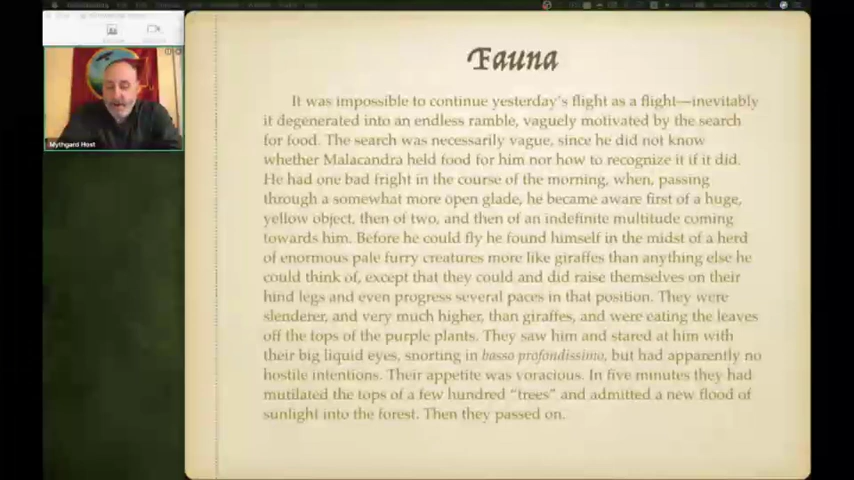 Fauna
It was impossible to continue yesterday's flight as a flight—inevitably
it degenerated into an endless ramble, vaguely motivated by the search
for food. The search was necessarily vague, since he did not know
whether Malacandra held food for him nor how to recognize it if it did.
He had one bad fright in the course of the morning, when, passing
through a somewhat more open glade, he became aware first of a huge,
yellow object, then of two, and then of an indefinite multitude coming
towards him. Before he could fly he found himself in the midst of a herd
of enormous pale furry creatures more like giraffes than anything else he
could think of, except that they could and did raise themselves on their
hind legs and even progress several paces in that position. They were
slenderer, and very much higher, than giraffes, and were eating the leaves
off the tops of the purple plants. They saw him and stared at him with
their big liquid eyes, snorting in basso profondissimo, but had apparently no
hostile intentions. Their appetite was voracious. In five minutes they had
mutilated the tops of a few hundred "trees" and admitted a new flood of
sunlight into the forest. Then they passed on.
Mythgard Host